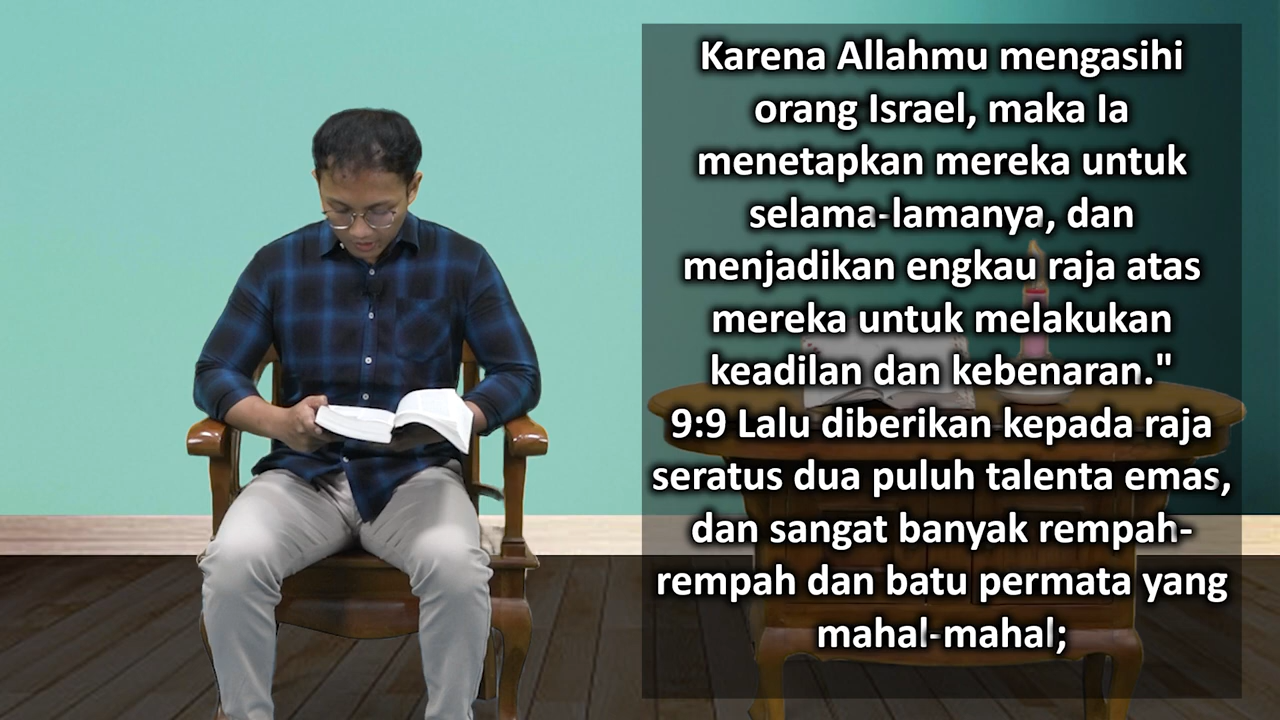 Karena Allahmu mengasihi
orang Israel, maka Ia
menetapkan mereka untuk
selama-lamanya, dan
menjadikan engkau raja atas
mereka untuk melakukan
keadilan dan kebenaran."
9:9 Lalu diberikan kepada raja
seratus dua puluh talenta emas,
dan sangat banyak rempah-
rempah dan batu permata yang
mahal-mahal;